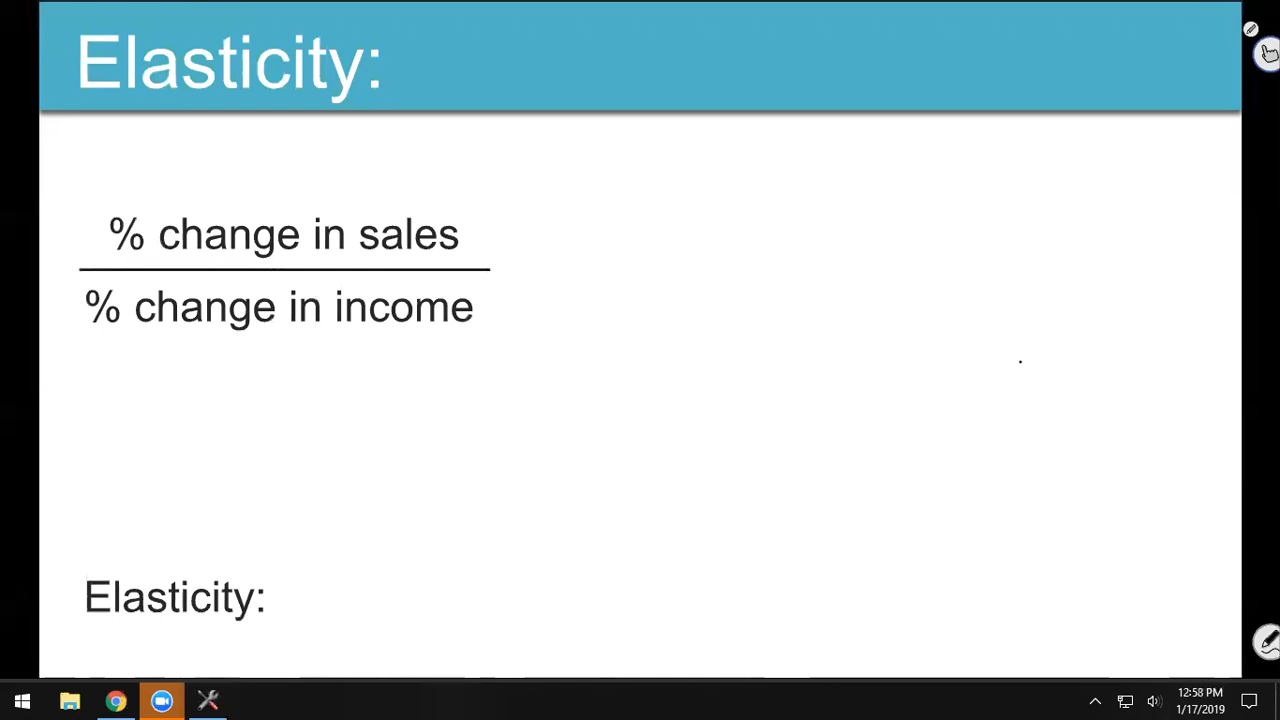 Elasticity:
% change in sales
% change in income
Elasticity:
12:58 PM
1/17/2019